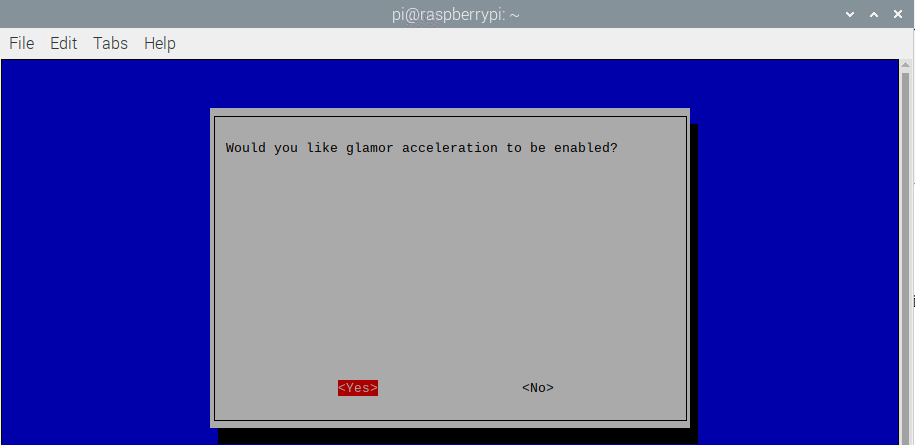 pi@raspberrypi: ~
File Edit Tabs Help
Would you like glamor acceleration to be enabled?
<Yes> <No>